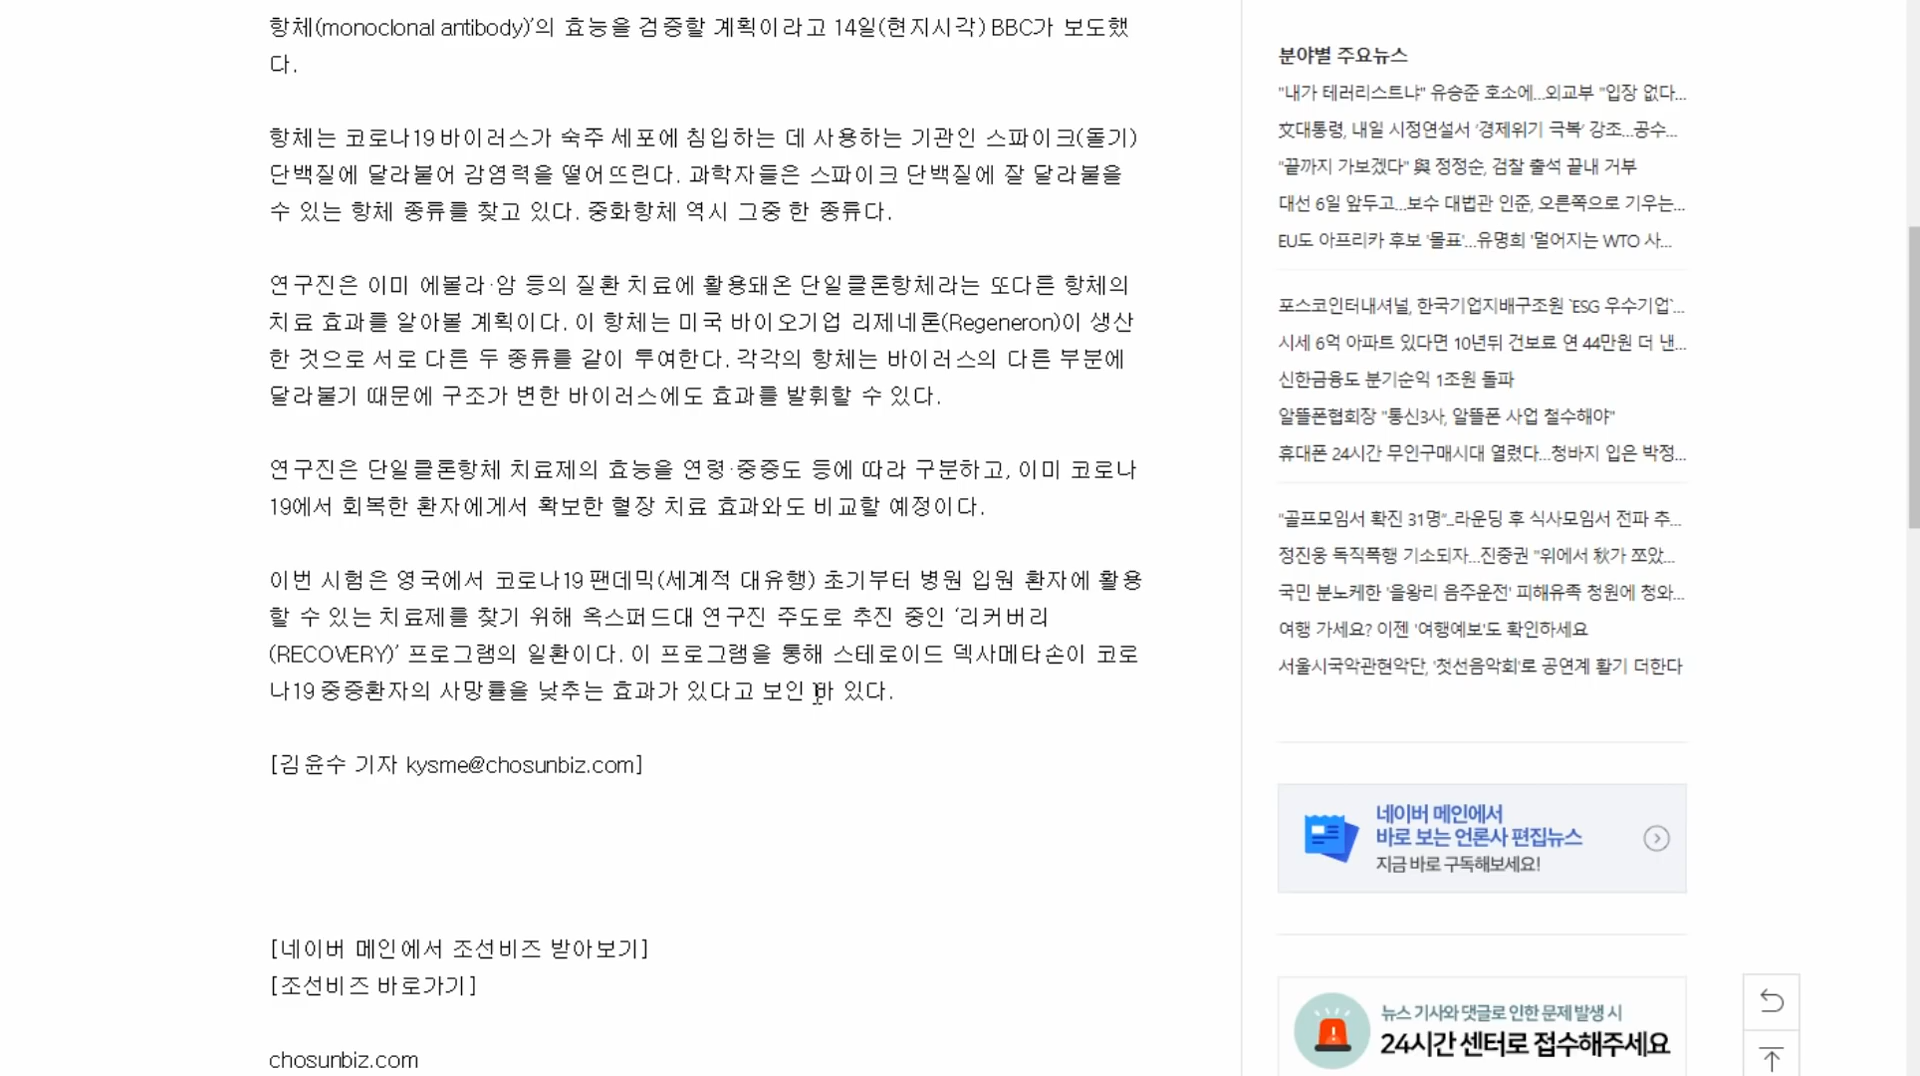 항체(monoclonal antibody)’의 효능을 검증할 계획이라고 14일(현지시각) BBC가 보도했
다.
항체는 코로나19 바이러스가 숙주 세포에 침입하는 데 사용하는 기관인 스파이크(돌기)
단백질에 달라붙어 감염력을 떨어뜨린다. 과학자들은 스파이크 단백질에 잘 달라붙을
수 있는 항체 종류를 찾고 있다. 중화항체 역시 그중 한 종류다.
연구진은 이미 에볼라·암 등의 질환 치료에 활용돼온 단일클론항체라는 또다른 항체의
치료 효과를 알아볼 계획이다. 이 항체는 미국 바이오기업 리제네론(Regeneron)이 생산
한 것으로 서로 다른 두 종류를 같이 투여한다. 각각의 항체는 바이러스의 다른 부분에
달라붙기 때문에 구조가 변한 바이러스에도 효과를 발휘할 수 있다.
연구진은 단일클론항체 치료제의 효능을 연령·중증도 등에 따라 구분하고, 이미 코로나
19에서 회복한 환자에게서 확보한 혈장 치료 효과와도 비교할 예정이다.
이번 시험은 영국에서 코로나19 팬데믹(세계적 대유행) 초기부터 병원 입원 환자에 활용
할 수 있는 치료제를 찾기 위해 옥스퍼드대 연구진 주도로 추진 중인 ‘리커버리
(RECOVERY)’ 프로그램의 일환이다. 이 프로그램을 통해 스테로이드 덱사메타손이 코로
나19 중증환자의 사망률을 낮추는 효과가 있다고 보인 바 있다.
[김윤수 기자 kysme@chosunbiz.com]
[네이버 메인에서 조선비즈 받아보기]
[조선비즈 바로가기]
chosunbiz.com
분야별 주요뉴스
"내가 테러리스트냐" 유승준 호소에…외교부 "입장 없다…
文대통령, 내일 시정연설서 ‘경제위기 극복’ 강조…공수…
“끝까지 가보겠다” 與 정정순, 검찰 출석 끝내 거부
대선 6일 앞두고…보수 대법관 인준, 오른쪽으로 기우는…
EU도 아프리카 후보 '몰표'…유명희 '멀어지는 WTO 사…
포스코인터내셔널, 한국기업지배구조원 `ESG 우수기업`…
시세 6억 아파트 있다면 10년뒤 건보료 연 44만원 더 낸…
신한금융도 분기순익 1조원 돌파
알뜰폰협회장 "통신3사, 알뜰폰 사업 철수해야"
휴대폰 24시간 무인구매시대 열렸다…청바지 입은 박정…
“골프모임서 확진 31명”…라운딩 후 식사모임서 전파 추…
정진웅 독직폭행 기소되자…진중권 "위에서 秋가 쪼았…
국민 분노케한 '을왕리 음주운전' 피해유족 청원에 청와…
여행 가세요? 이젠 '여행예보'도 확인하세요
서울시국악관현악단, '첫선음악회'로 공연계 활기 더한다
네이버 메인에서
바로 보는 언론사 편집뉴스
지금 바로 구독해보세요!
뉴스 기사와 댓글로 인한 문제 발생 시
24시간 센터로 접수해주세요